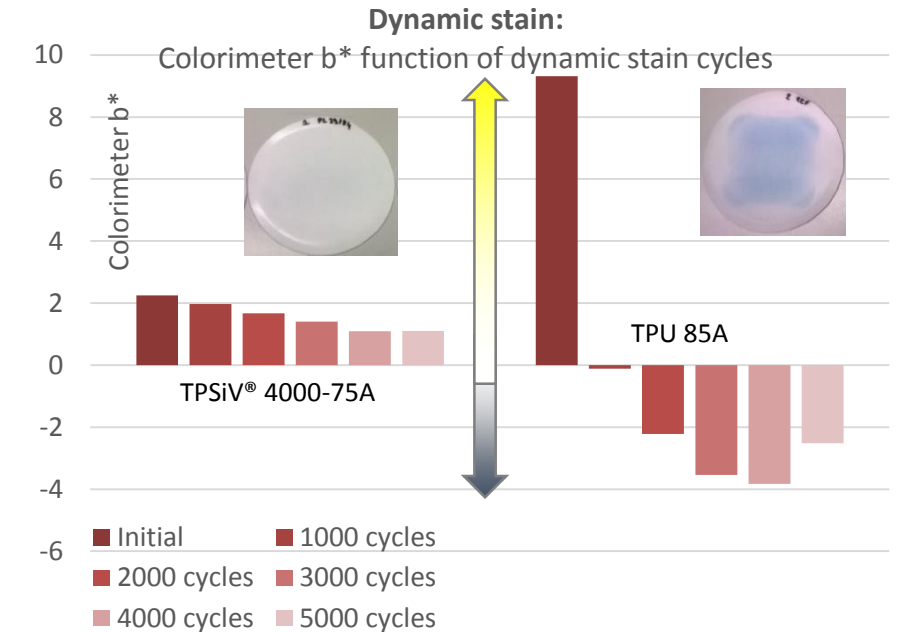 Dynamic stain:
Colorimeter b* function of dynamic stain cycles
Colorimeter b*
10
8
6
4
2
0
-2
-4
-6
TPSiV® 4000-75A
TPU 85A
Initial
1000 cycles
2000 cycles
3000 cycles
4000 cycles
5000 cycles